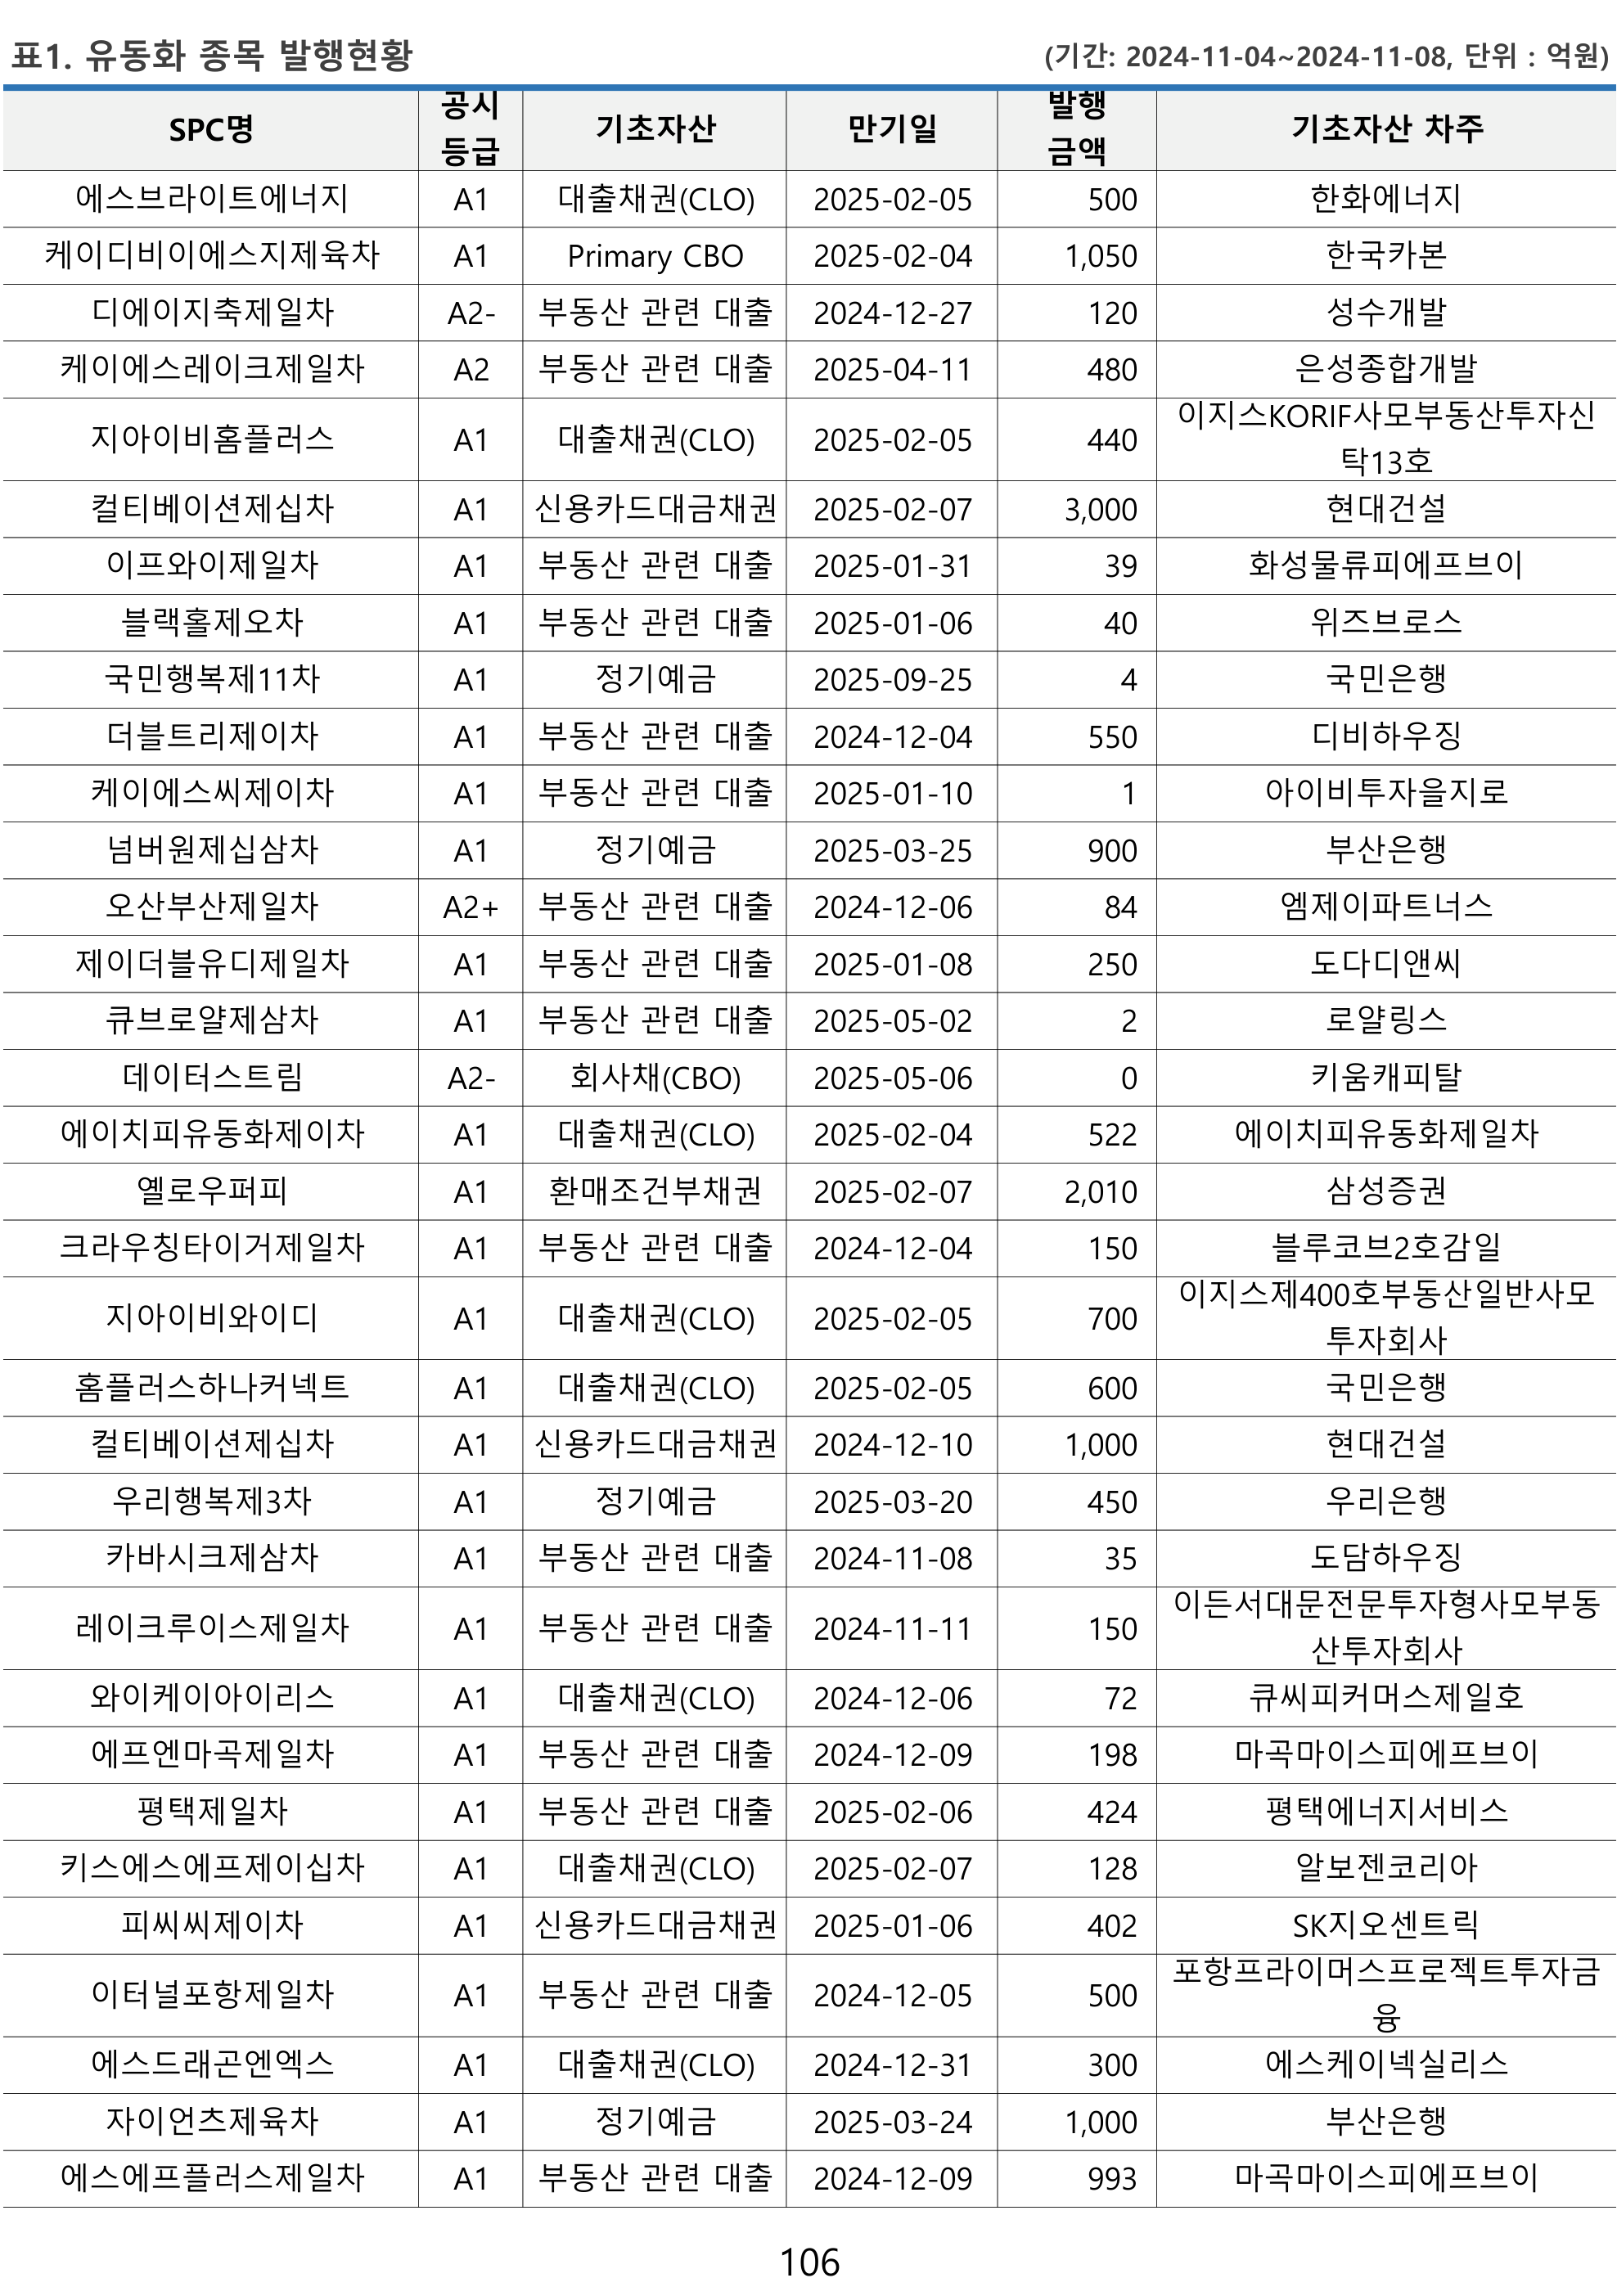 표1. 유동화 종목 발행현황 (기간: 2024-11-04~2024-11-08, 단위 : 억원)
SPC명 공시 등급 기초자산 만기일 발행 금액 기초자산 차주
에스브라이트에너지 A1 대출채권(CLO) 2025-02-05 500 한화에너지
케이디비이에스지제육차 A1 Primary CBO 2025-02-04 1,050 한국카본
디에이지축제일차 A2- 부동산 관련 대출 2024-12-27 120 성수개발
케이에스레이크제일차 A2 부동산 관련 대출 2025-04-11 480 은성종합개발
지아이비홈플러스 A1 대출채권(CLO) 2025-02-05 440 이지스KORIF사모부동산투자신탁13호
컬티베이션제십차 A1 신용카드대금채권 2025-02-07 3,000 현대건설
이프와이제일차 A1 부동산 관련 대출 2025-01-31 39 화성물류피에프브이
블랙홀제오차 A1 부동산 관련 대출 2025-01-06 40 위즈브로스
국민행복제11차 A1 정기예금 2025-09-25 4 국민은행
더블트리제이차 A1 부동산 관련 대출 2024-12-04 550 디비하우징
케이에스씨제이차 A1 부동산 관련 대출 2025-01-10 1 아이비투자을지로
넘버원제십삼차 A1 정기예금 2025-03-25 900 부산은행
오산부산제일차 A2+ 부동산 관련 대출 2024-12-06 84 엠제이파트너스
제이더블유디제일차 A1 부동산 관련 대출 2025-01-08 250 도다디앤씨
큐브로얄제삼차 A1 부동산 관련 대출 2025-05-02 2 로얄링스
데이터스트림 A2- 회사채(CBO) 2025-05-06 0 키움캐피탈
에이치피유동화제이차 A1 대출채권(CLO) 2025-02-04 522 에이치피유동화제일차
옐로우퍼피 A1 환매조건부채권 2025-02-07 2,010 삼성증권
크라우칭타이거제일차 A1 부동산 관련 대출 2024-12-04 150 블루코브2호감일
지아이비와이디 A1 대출채권(CLO) 2025-02-05 700 이지스제400호부동산일반사모투자회사
홈플러스하나커넥트 A1 대출채권(CLO) 2025-02-05 600 국민은행
컬티베이션제십차 A1 신용카드대금채권 2024-12-10 1,000 현대건설
우리행복제3차 A1 정기예금 2025-03-20 450 우리은행
카바시크제삼차 A1 부동산 관련 대출 2024-11-08 35 도담하우징
레이크루이스제일차 A1 부동산 관련 대출 2024-11-11 150 이든서대문전문투자형사모부동산투자회사
와이케이아이리스 A1 대출채권(CLO) 2024-12-06 72 큐씨피커머스제일호
에프엔마곡제일차 A1 부동산 관련 대출 2024-12-09 198 마곡마이스피에프브이
평택제일차 A1 부동산 관련 대출 2025-02-06 424 평택에너지서비스
키스에스에프제이십차 A1 대출채권(CLO) 2025-02-07 128 알보젠코리아
피씨씨제이차 A1 신용카드대금채권 2025-01-06 402 SK지오센트릭
이터널포항제일차 A1 부동산 관련 대출 2024-12-05 500 포항프라이머스프로젝트투자금융
에스드래곤엔엑스 A1 대출채권(CLO) 2024-12-31 300 에스케이넥실리스
자이언츠제육차 A1 정기예금 2025-03-24 1,000 부산은행
에스에프플러스제일차 A1 부동산 관련 대출 2024-12-09 993 마곡마이스피에프브이
106